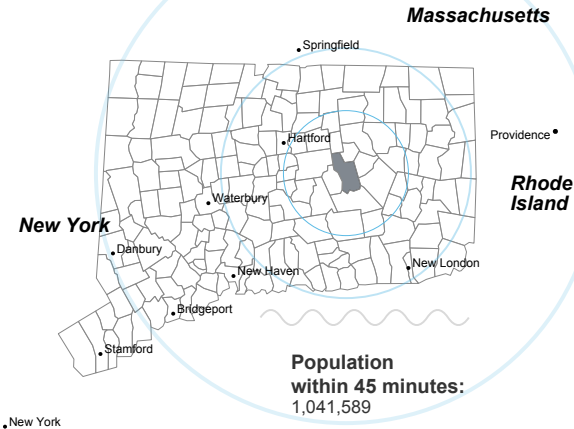 Massachusetts
Springfield
Hartford
Providence
Rhode
Island
Waterbury
New York
Danbury
New London
New Haven
Bridgeport
Stamford
Population
within 45 minutes:
1,041,589
New York